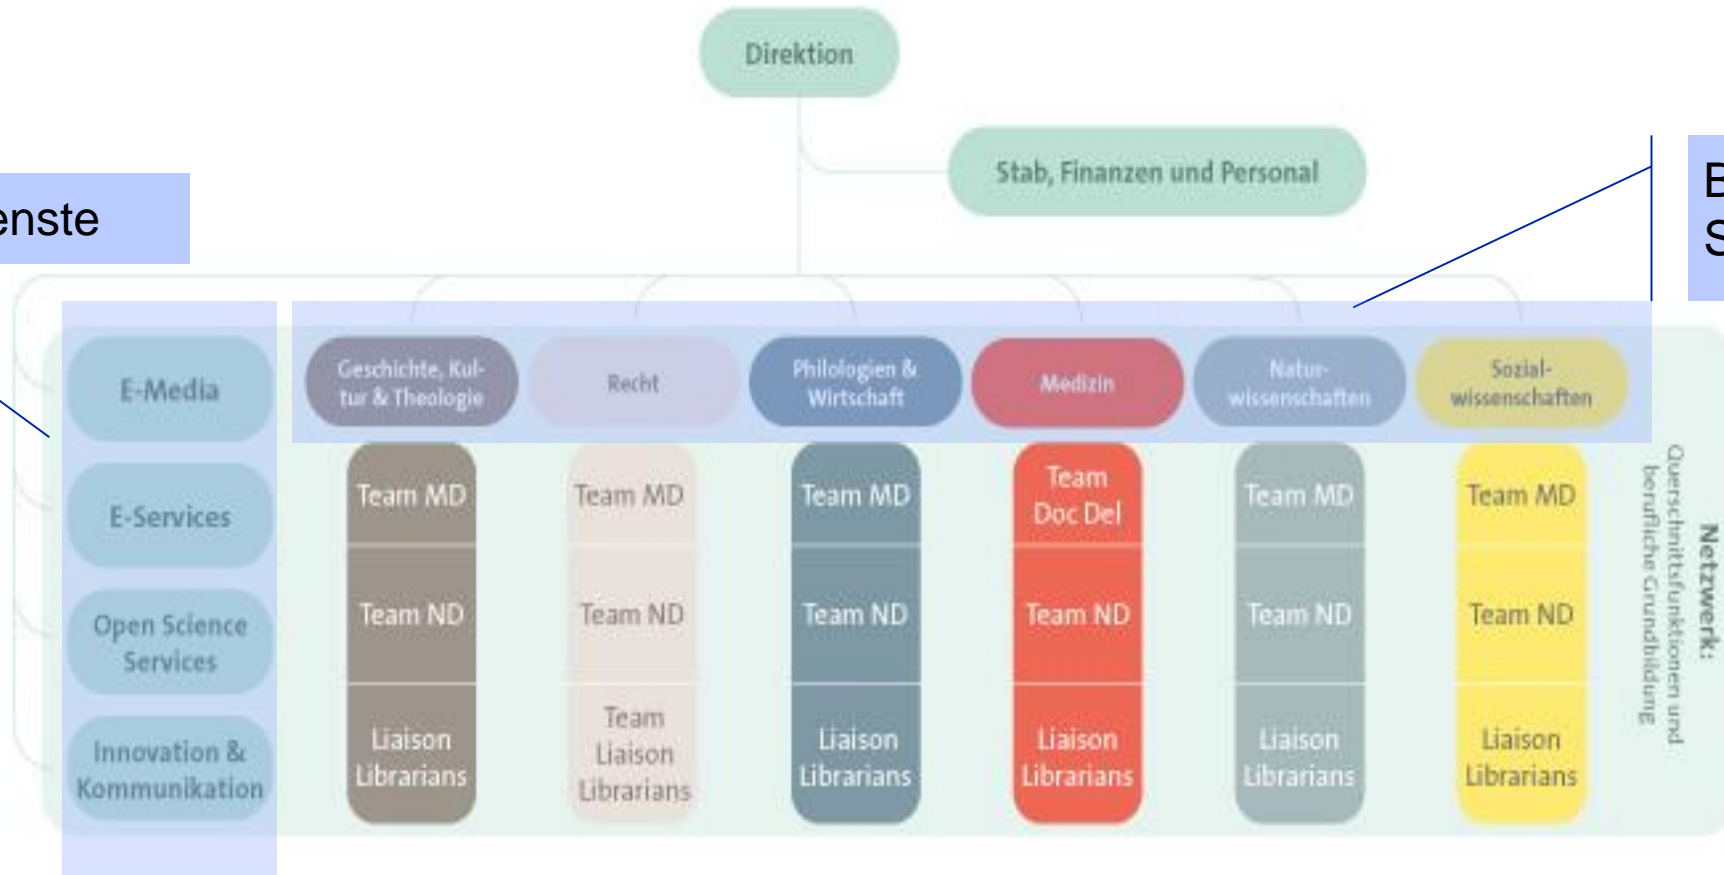 Direktion
Stab, Finanzen und Personal
E-Media
E-Services
Open Science
Services
Innovation &
Kommunikation
Geschichte, Kul-
tur & Theologie
Team MD
Team ND
Liaison
Librarians
Recht
Team MD
Team ND
Team
Liaison
Librarians
Philologien &
Wirtschaft
Team MD
Team ND
Liaison
Librarians
Medizin
Team
Doc Del
Team ND
Liaison
Librarians
Natur-
wissenschaften
Team MD
Team ND
Liaison
Librarians
Sozial-
wissenschaften
Team MD
Team ND
Liaison
Librarians
Netzwerk:
Querschnittsfunktionen und
berufliche Grundbildung